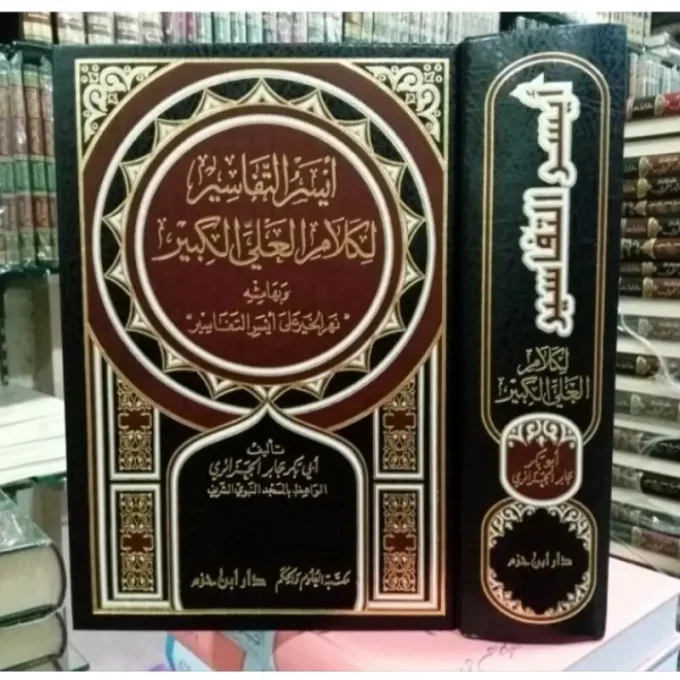 أيسر التفاسير
لكلام العلي الكبير
وبهامشه
"نهر الخير على أيسر التفاسير"
تأليف
أبي بكر جابر الجزائري
الواعظ بالمسجد النبوي الشريف
مكتبة العلوم والحكم
دار ابن حزم
أيسر التفاسير
لكلام
العلي الكبير
أبو بكر
جابر الجزائري
دار ابن حزم